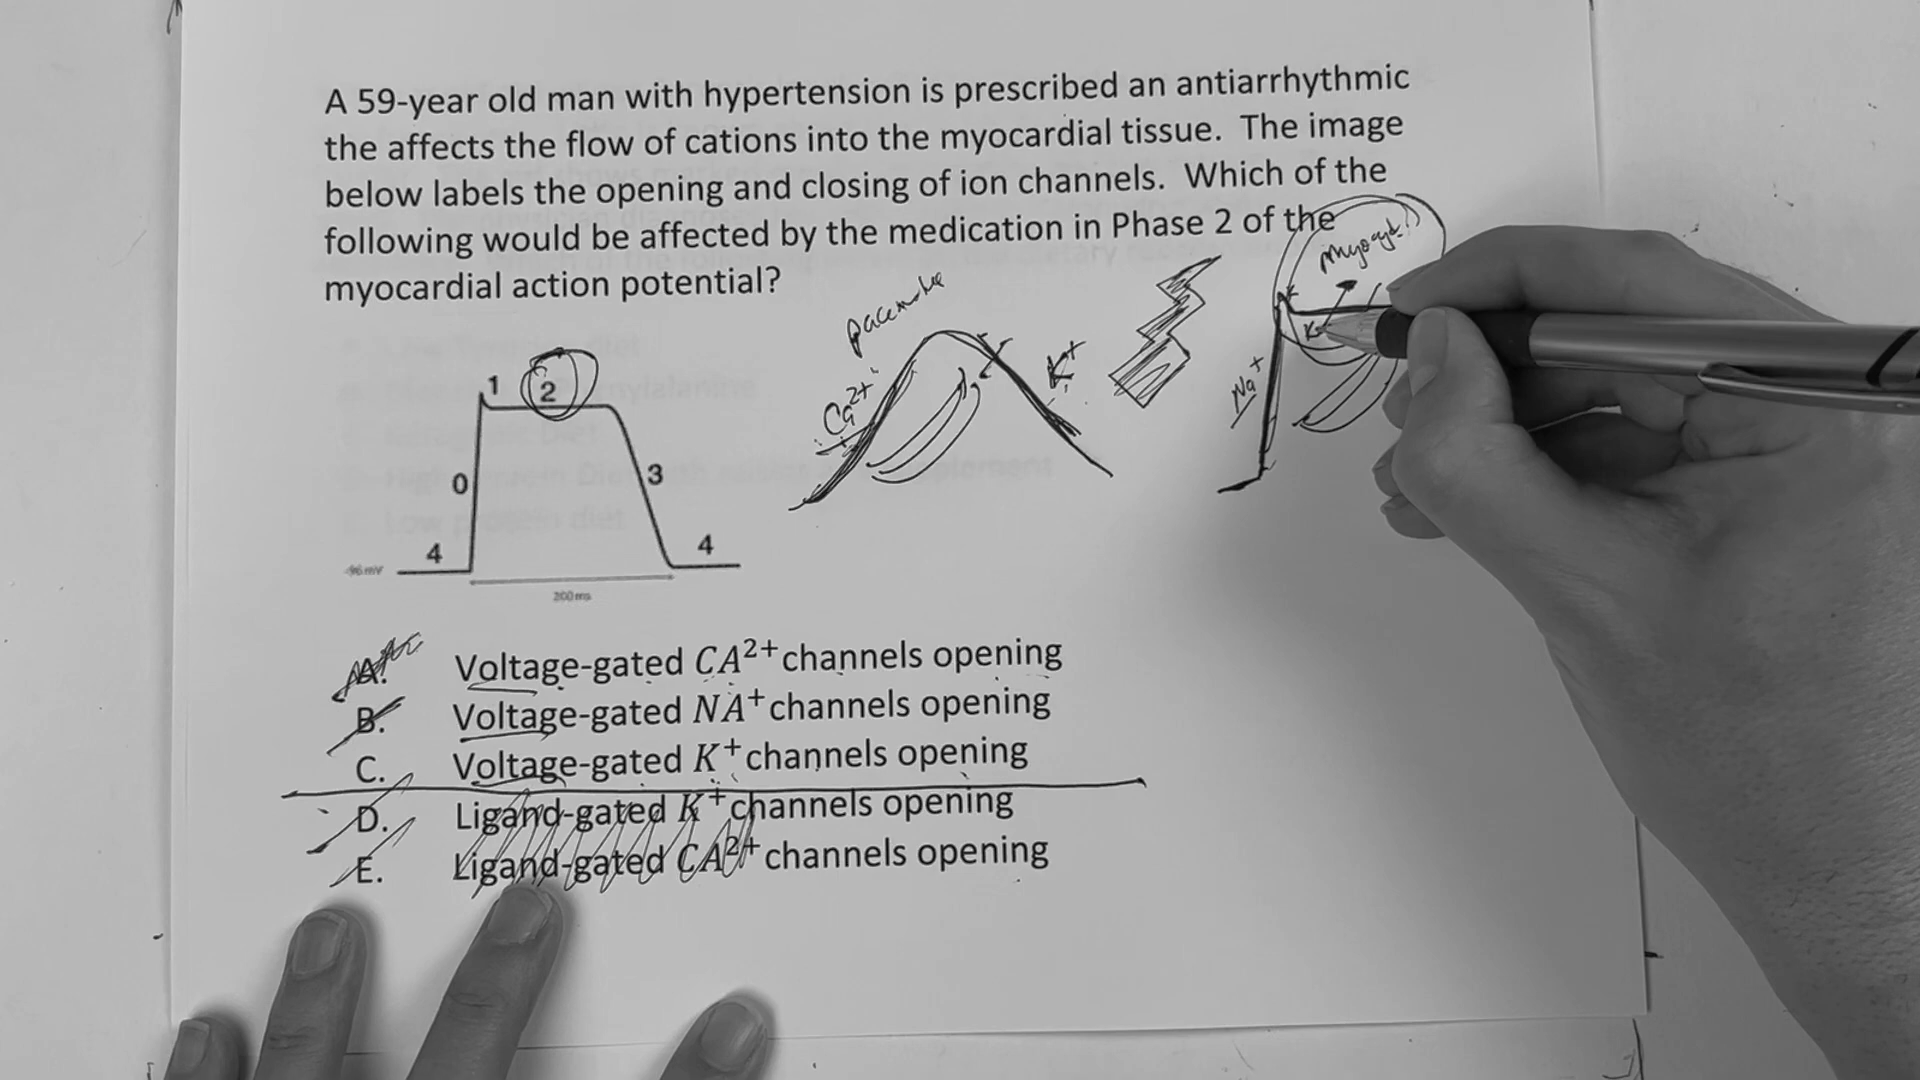 A 59-year old man with hypertension is prescribed an antiarrhythmic
the affects the flow of cations into the myocardial tissue. The image
below labels the opening and closing of ion channels. Which of the
following would be affected by the medication in Phase 2 of the
myocardial action potential?
pacemaker
Ca2+
K+
Na+
K
1
2
0
3
4
4
200 ms
A. Voltage-gated CA2+ channels opening
B. Voltage-gated NA+ channels opening
C. Voltage-gated K+ channels opening
D. Ligand-gated K+ channels opening
E. Ligand-gated CA2+ channels opening